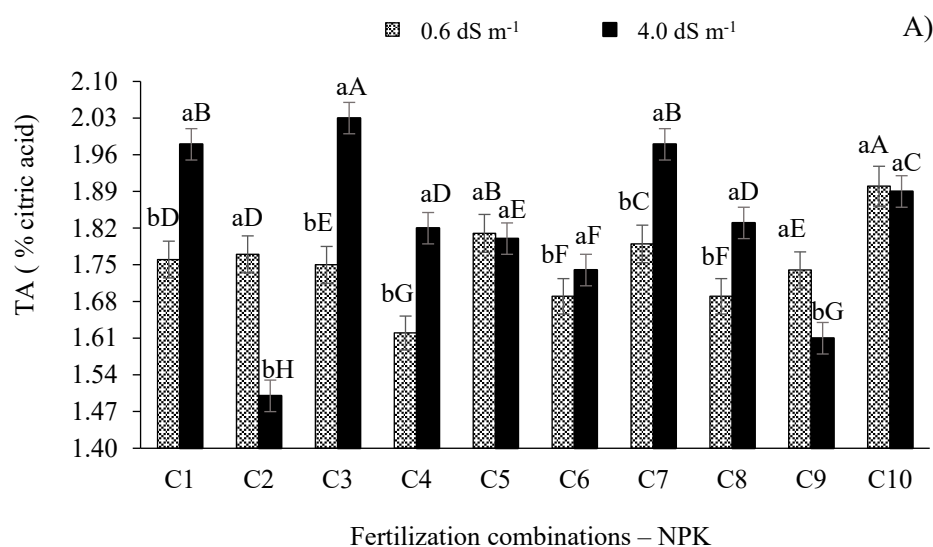 0.6 dS m⁻¹ 4.0 dS m⁻¹ A)
TA ( % citric acid)
2.10
2.03
1.96
1.89
1.82
1.75
1.68
1.61
1.54
1.47
1.40
bD aB
aD bH
bE aA
bG aD
aB aE
bF aF
bC aB
bF aD
aE bG
aA aC
C1 C2 C3 C4 C5 C6 C7 C8 C9 C10
Fertilization combinations – NPK